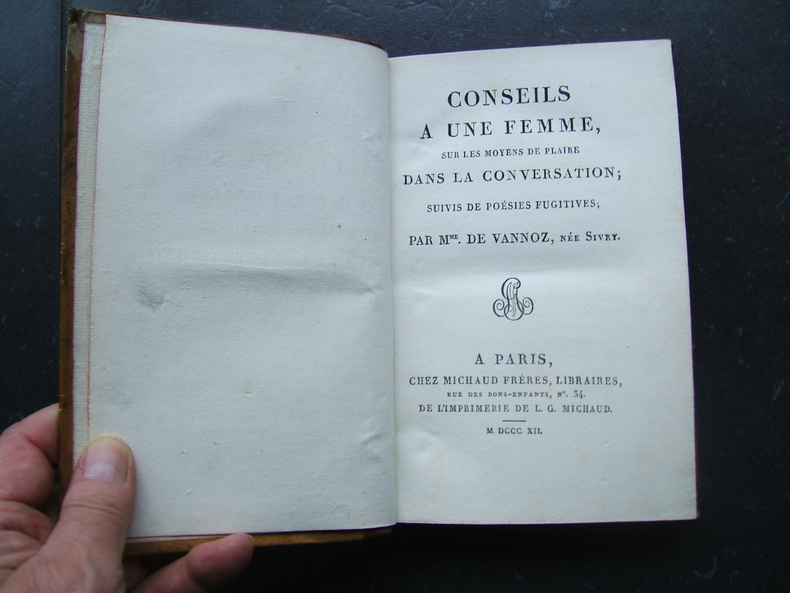 CONSEILS
A UNE FEMME,
SUR LES MOYENS DE PLAIRE
DANS LA CONVERSATION;
SUIVIS DE POÉSIES FUGITIVES;
PAR MME. DE VANNOZ, NÉE SIVRY.
A PARIS,
CHEZ MICHAUD FRÈRES, LIBRAIRES,
RUE DES BONS-ENFANTS, N°. 34.
DE L'IMPRIMERIE DE L. G. MICHAUD.
M. DCCC. XII.